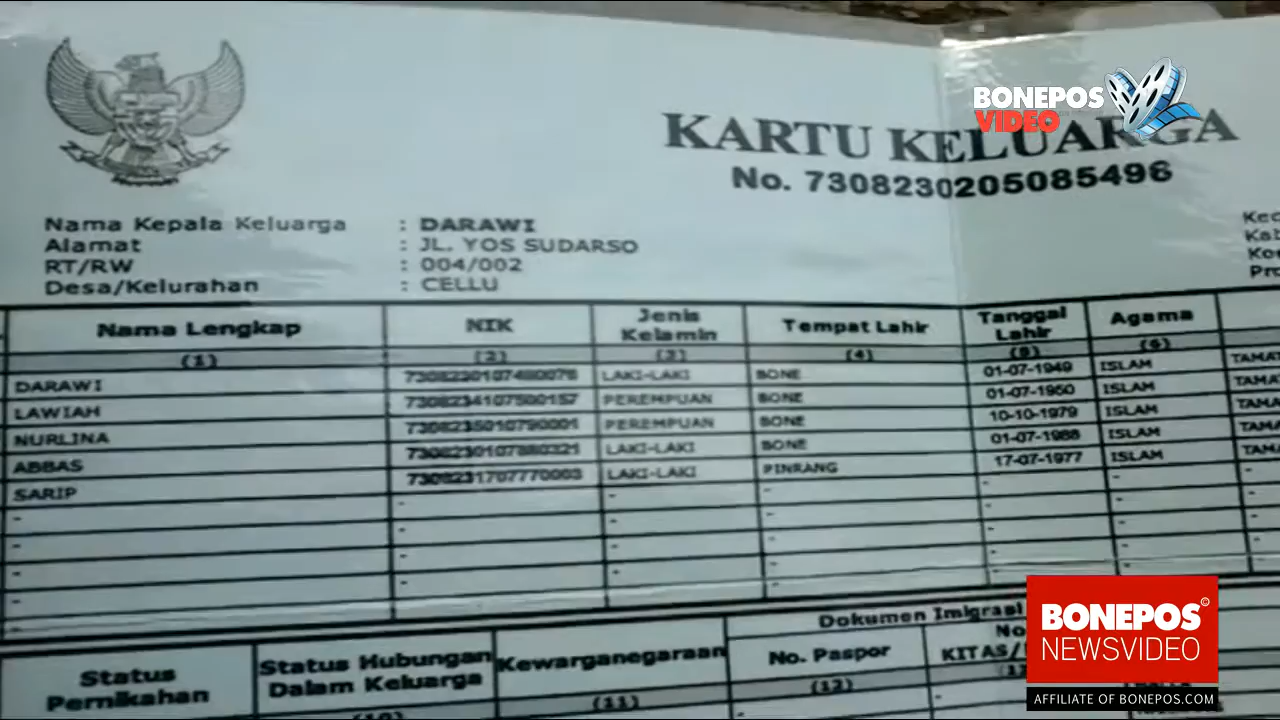 BONEPOS
VIDEO
KARTU KELUARGA
No. 7308230205085496
Nama Kepala Keluarga : DARAWI
Alamat : JL. YOS SUDARSO
RT/RW : 004/002
Desa/Kelurahan : CELLU
Nama Lengkap NIK Jenis Kelamin Tempat Lahir Tanggal Lahir Agama
(1) (2) (3) (4) (5) (6)
DARAWI LAKI-LAKI BONE 01-07-1949 ISLAM
LAWIAH PEREMPUAN BONE 01-07-1950 ISLAM
NURLINA PEREMPUAN BONE 10-10-1979 ISLAM
ABBAS LAKI-LAKI BONE 01-07-1988 ISLAM
SARIP LAKI-LAKI PINRANG 17-07-1977 ISLAM
Dokumen Imigrasi
Status Pernikahan Status Hubungan Dalam Keluarga Kewarganegaraan No. Paspor
(10) (11) (12)
BONEPOS©
NEWSVIDEO
AFFILIATE OF BONEPOS.COM